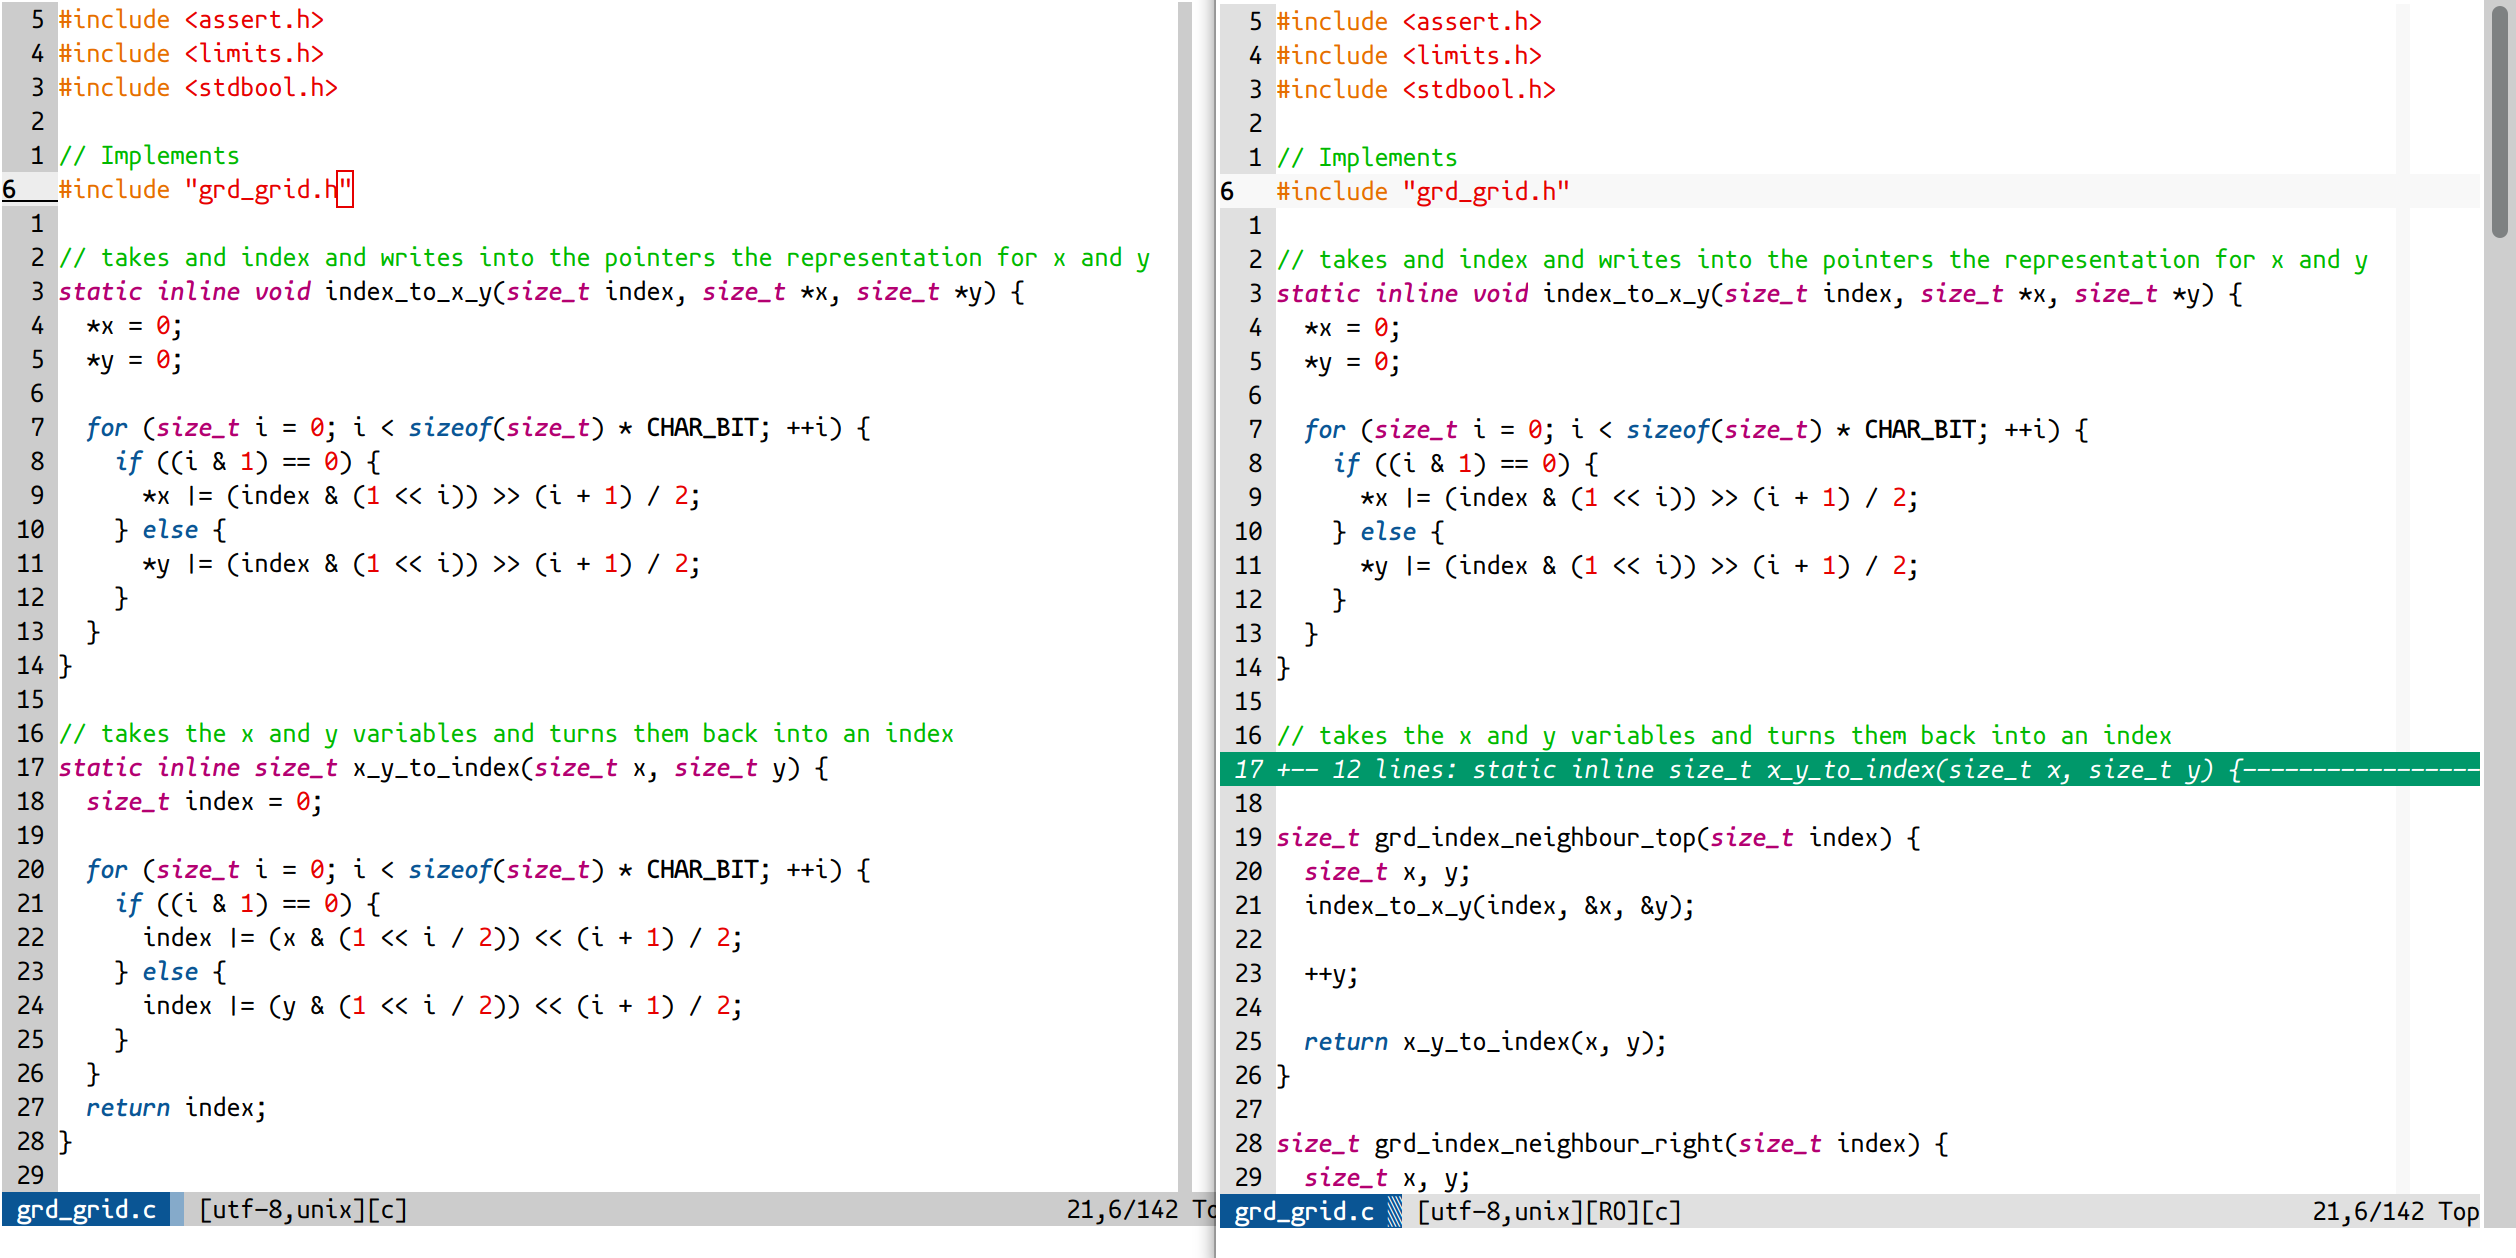 5 #include <assert.h>
4 #include <limits.h>
3 #include <stdbool.h>
2
1 // Implements
6 #include "grd_grid.h"
1
2 // takes and index and writes into the pointers the representation for x and y
3 static inline void index_to_x_y(size_t index, size_t *x, size_t *y) {
4   *x = 0;
5   *y = 0;
6
7   for (size_t i = 0; i < sizeof(size_t) * CHAR_BIT; ++i) {
8     if ((i & 1) == 0) {
9       *x |= (index & (1 << i)) >> (i + 1) / 2;
10     } else {
11       *y |= (index & (1 << i)) >> (i + 1) / 2;
12     }
13   }
14 }
15
16 // takes the x and y variables and turns them back into an index
17 static inline size_t x_y_to_index(size_t x, size_t y) {
18   size_t index = 0;
19
20   for (size_t i = 0; i < sizeof(size_t) * CHAR_BIT; ++i) {
21     if ((i & 1) == 0) {
22       index |= (x & (1 << i / 2)) << (i + 1) / 2;
23     } else {
24       index |= (y & (1 << i / 2)) << (i + 1) / 2;
25     }
26   }
27   return index;
28 }
29
grd_grid.c [utf-8,unix][c] 21,6/142 To
5 #include <assert.h>
4 #include <limits.h>
3 #include <stdbool.h>
2
1 // Implements
6 #include "grd_grid.h"
1
2 // takes and index and writes into the pointers the representation for x and y
3 static inline void index_to_x_y(size_t index, size_t *x, size_t *y) {
4   *x = 0;
5   *y = 0;
6
7   for (size_t i = 0; i < sizeof(size_t) * CHAR_BIT; ++i) {
8     if ((i & 1) == 0) {
9       *x |= (index & (1 << i)) >> (i + 1) / 2;
10     } else {
11       *y |= (index & (1 << i)) >> (i + 1) / 2;
12     }
13   }
14 }
15
16 // takes the x and y variables and turns them back into an index
17 +-- 12 lines: static inline size_t x_y_to_index(size_t x, size_t y) {-----------------
18
19 size_t grd_index_neighbour_top(size_t index) {
20   size_t x, y;
21   index_to_x_y(index, &x, &y);
22
23   ++y;
24
25   return x_y_to_index(x, y);
26 }
27
28 size_t grd_index_neighbour_right(size_t index) {
29   size_t x, y;
grd_grid.c [utf-8,unix][RO][c] 21,6/142 Top